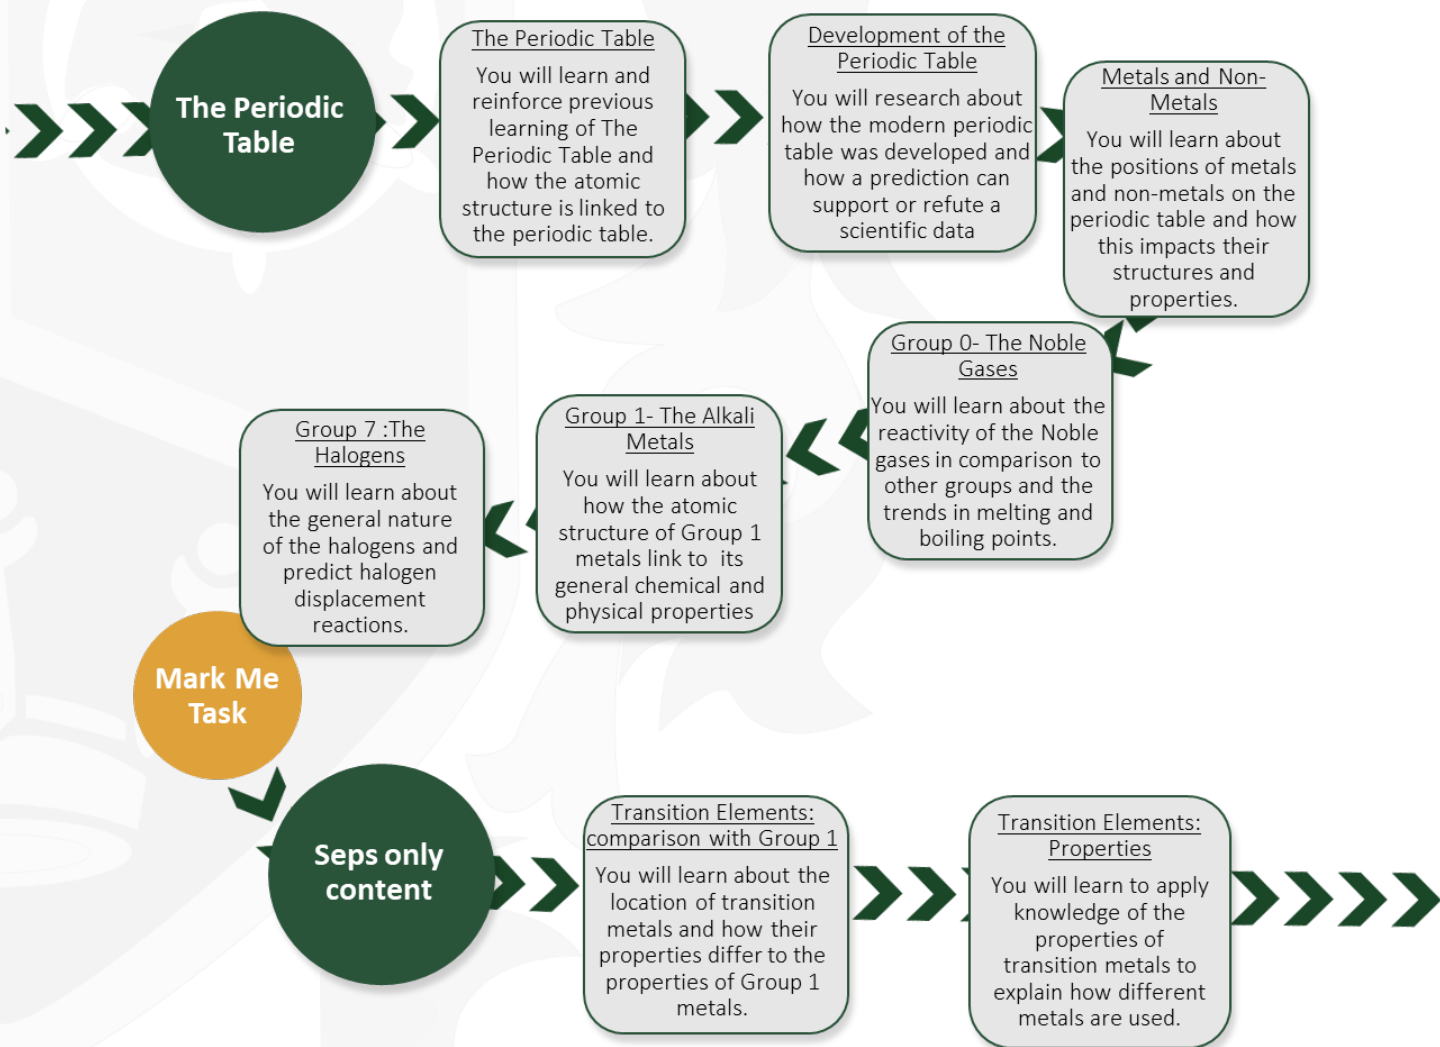 The Periodic
Table
The Periodic Table
You will learn and
reinforce previous
learning of The
Periodic Table and
how the atomic
structure is linked to
the periodic table.
Development of the
Periodic Table
You will research about
how the modern periodic
table was developed and
how a prediction can
support or refute a
scientific data
Metals and Non-
Metals
You will learn about
the positions of metals
and non-metals on the
periodic table and how
this impacts their
structures and
properties.
Group 0- The Noble
Gases
You will learn about the
reactivity of the Noble
gases in comparison to
other groups and the
trends in melting and
boiling points.
Group 1- The Alkali
Metals
You will learn about
how the atomic
structure of Group 1
metals link to its
general chemical and
physical properties
Group 7 :The
Halogens
You will learn about
the general nature
of the halogens and
predict halogen
displacement
reactions.
Mark Me
Task
Seps only
content
Transition Elements:
comparison with Group 1
You will learn about the
location of transition
metals and how their
properties differ to the
properties of Group 1
metals.
Transition Elements:
Properties
You will learn to apply
knowledge of the
properties of
transition metals to
explain how different
metals are used.